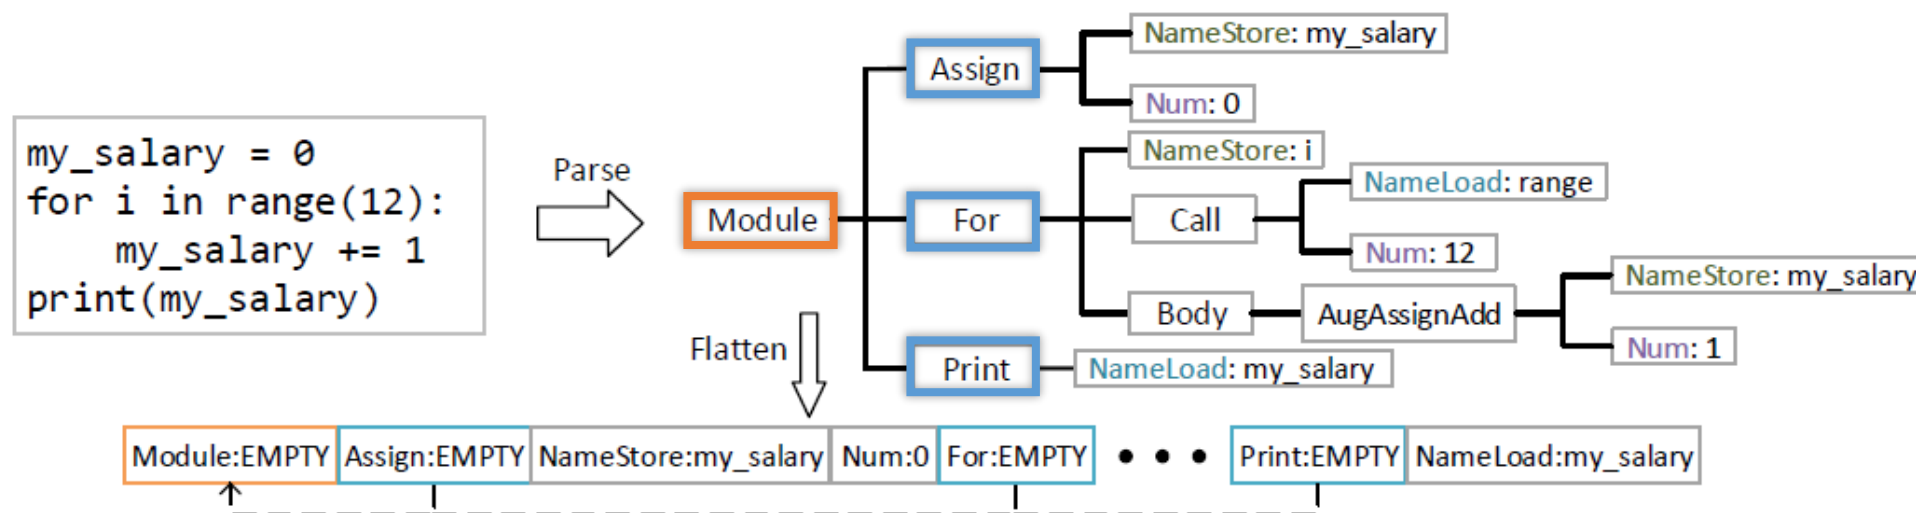 my_salary = 0
for i in range(12):
    my_salary += 1
print(my_salary)
Parse
Flatten
Module
Assign
NameStore: my_salary
Num: 0
For
NameStore: i
Call
NameLoad: range
Num: 12
Body
AugAssignAdd
NameStore: my_salary
Num: 1
Print
NameLoad: my_salary
Module:EMPTY Assign:EMPTY NameStore:my_salary Num:0 For:EMPTY • • • Print:EMPTY NameLoad:my_salary